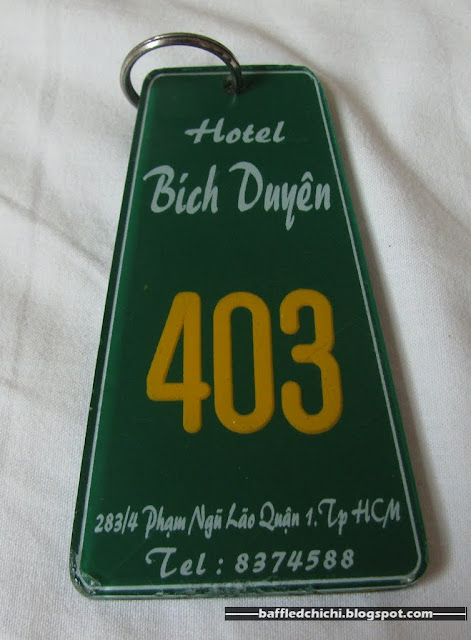 Hotel
Bích Duyên
403
283/4 Phạm Ngũ Lão Quận 1.Tp HCM
Tel : 8374588
baffledchichi.blogspot.com